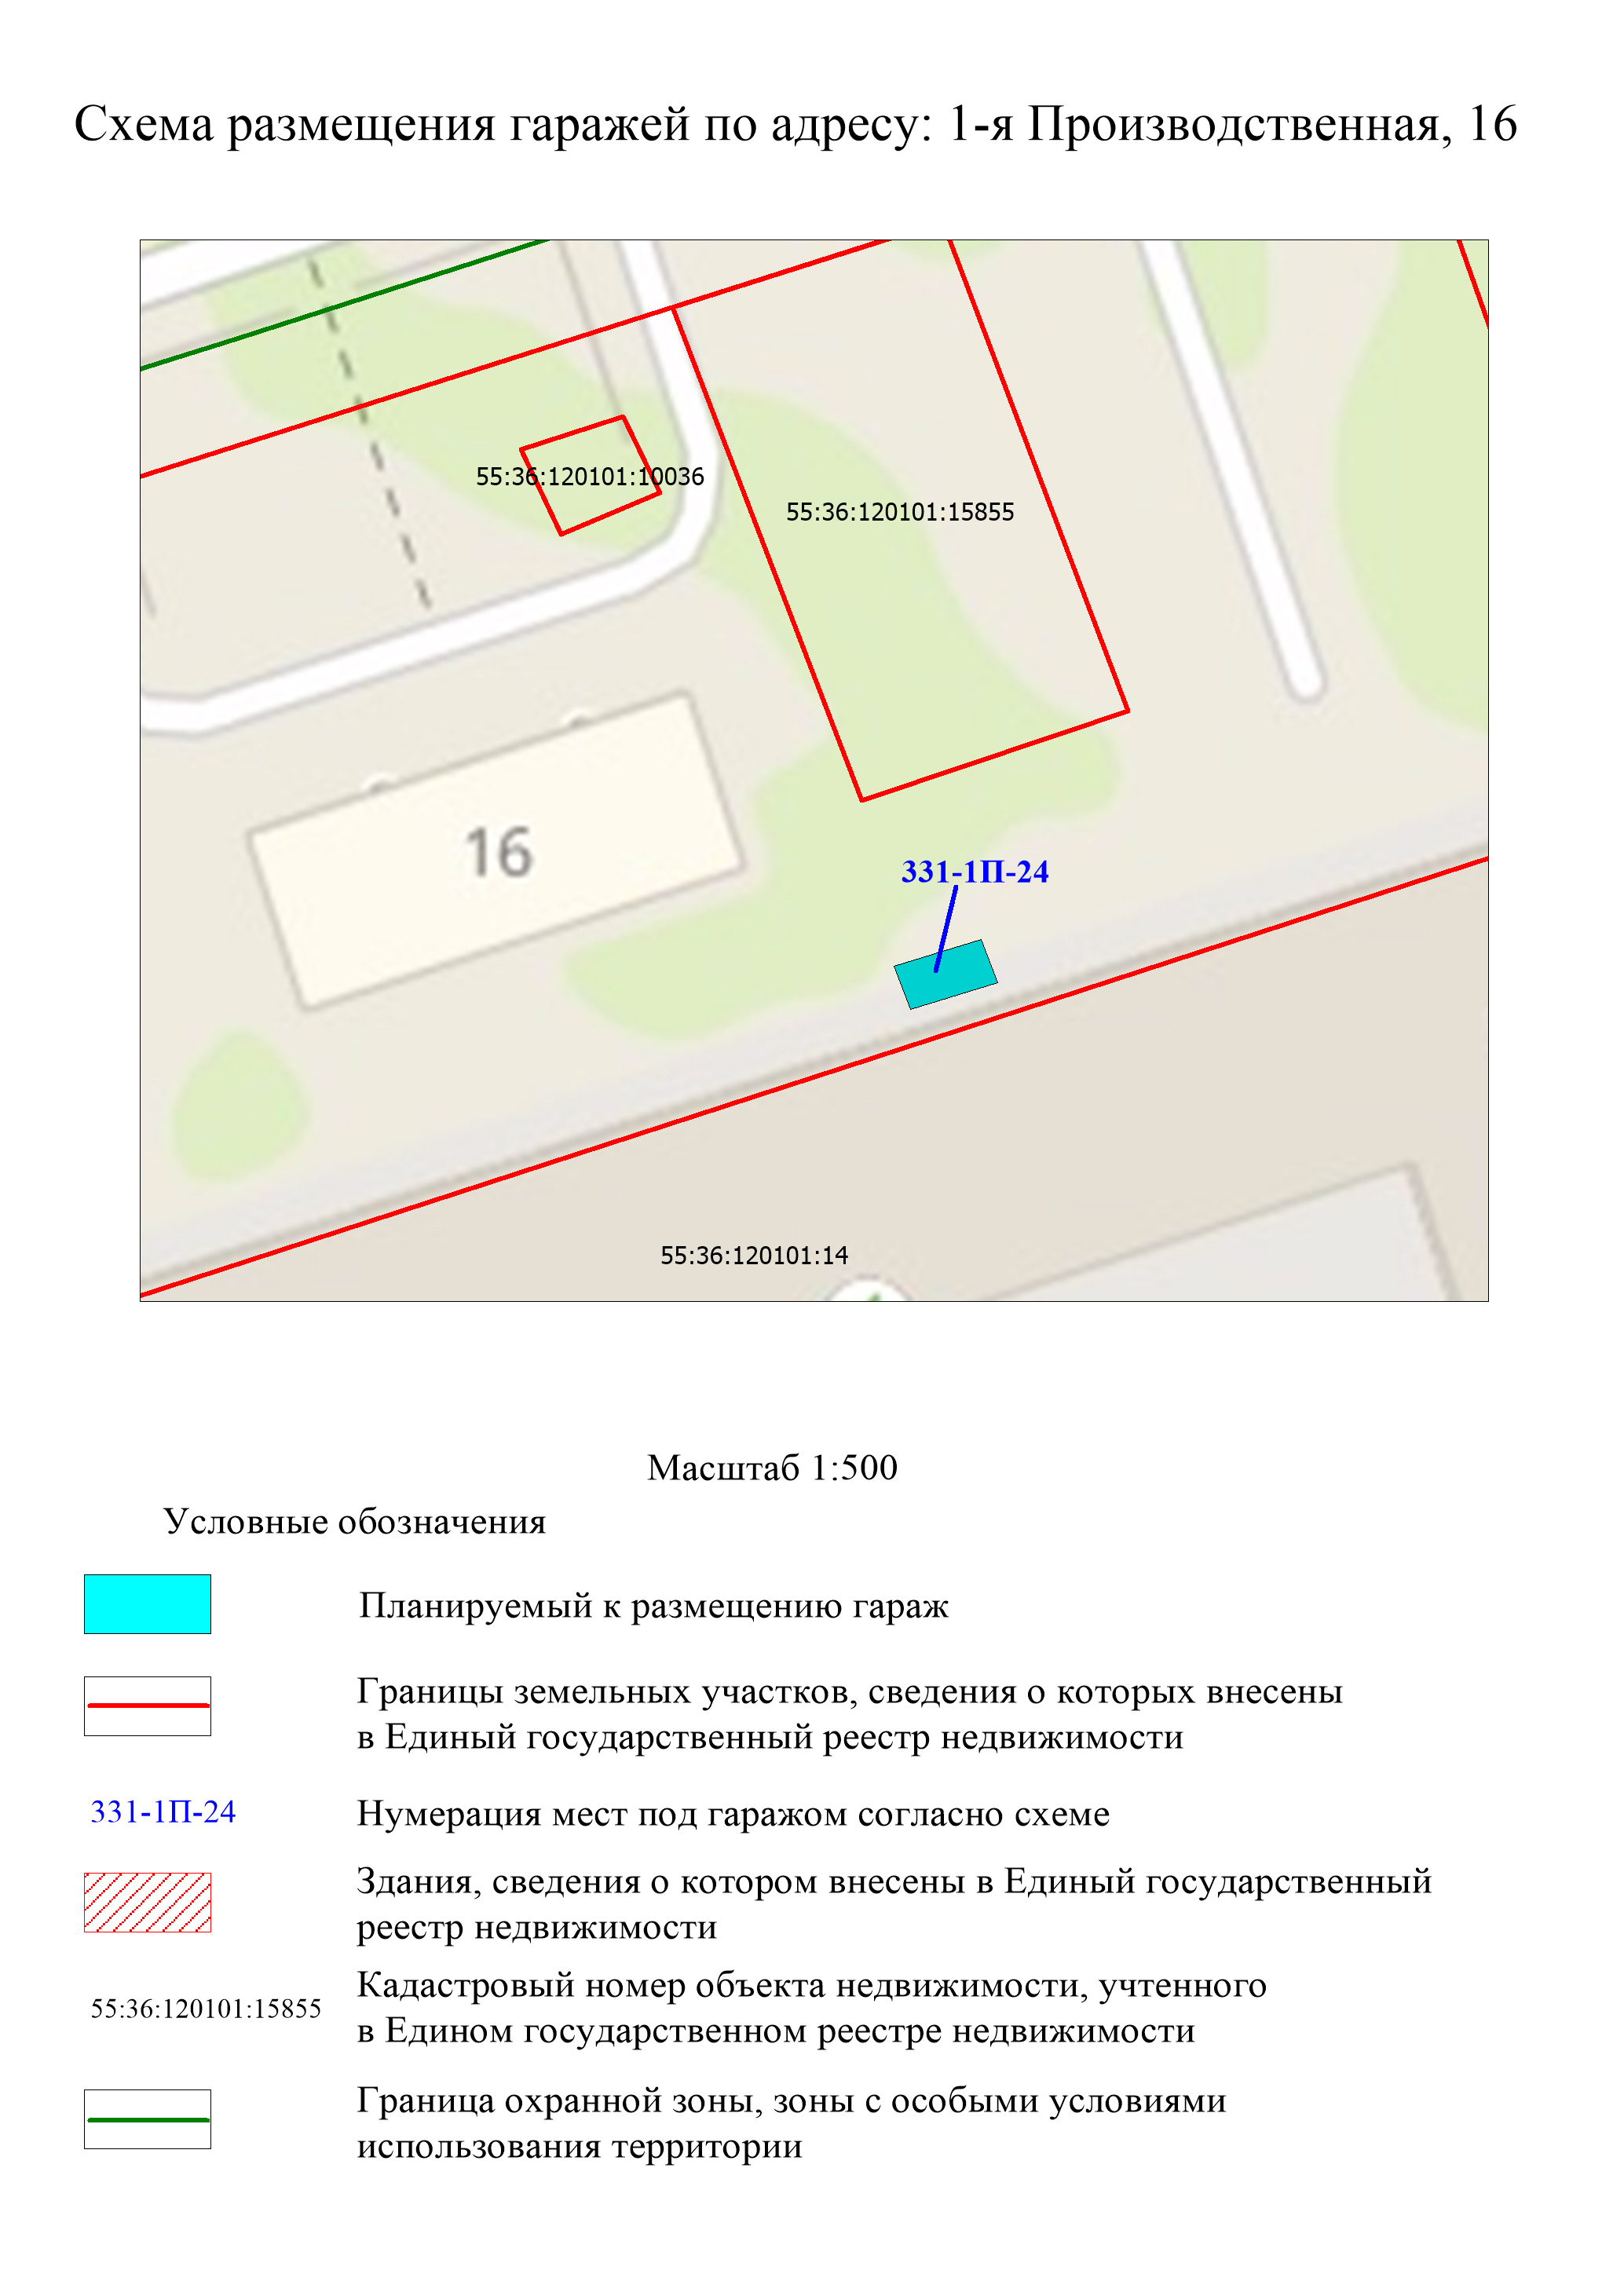 Схема размещения гаражей по адресу: 1-я Производственная, 16
55:36:120101:10036
55:36:120101:15855
16
331-1П-24
55:36:120101:14
Масштаб 1:500
Условные обозначения
Планируемый к размещению гараж
Границы земельных участков, сведения о которых внесены
в Единый государственный реестр недвижимости
331-1П-24
Нумерация мест под гаражом согласно схеме
Здания, сведения о котором внесены в Единый государственный
реестр недвижимости
55:36:120101:15855
Кадастровый номер объекта недвижимости, учтенного
в Едином государственном реестре недвижимости
Граница охранной зоны, зоны с особыми условиями
использования территории